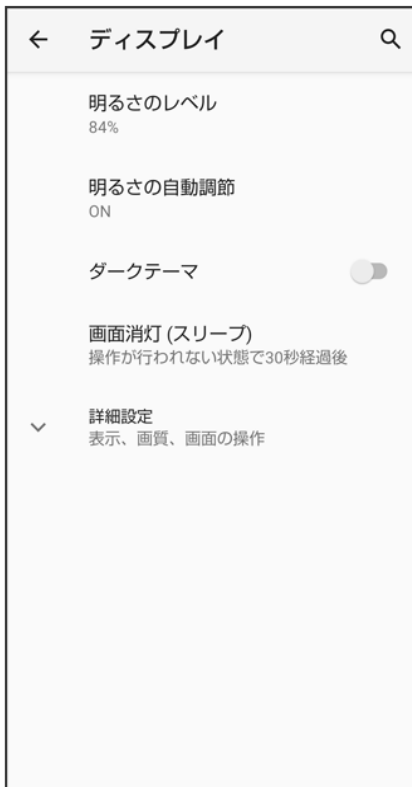 ディスプレイ
明るさのレベル
84%
明るさの自動調節
ON
ダークテーマ
画面消灯 (スリープ)
操作が行われない状態で30秒経過後
詳細設定
表示、画質、画面の操作